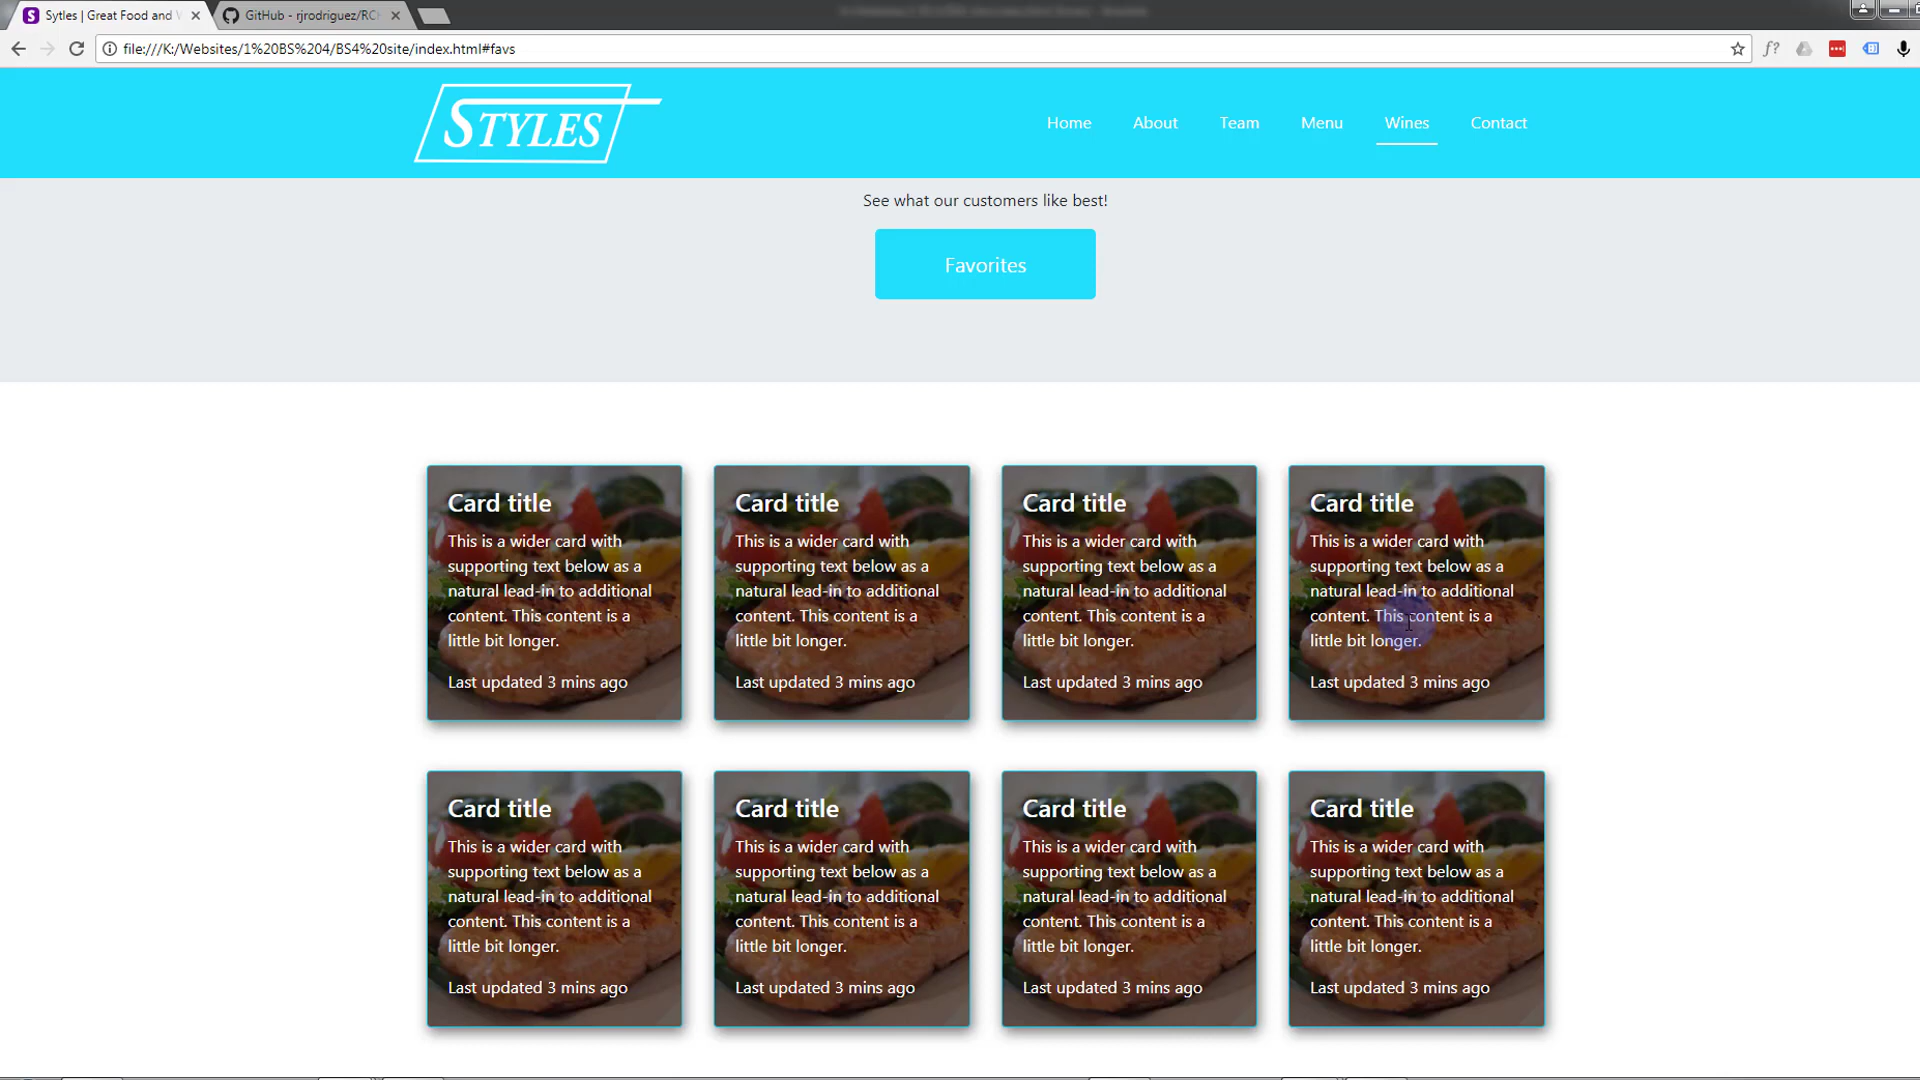 Sytles | Great Food and
GitHub - rjrodriguez/RC
file:///K:/Websites/1%20BS%204/BS4%20site/index.html#favs
f?
STYLES
Home About Team Menu Wines Contact
See what our customers like best!
Favorites
Card title
This is a wider card with
supporting text below as a
natural lead-in to additional
content. This content is a
little bit longer.
Last updated 3 mins ago
Card title
This is a wider card with
supporting text below as a
natural lead-in to additional
content. This content is a
little bit longer.
Last updated 3 mins ago
Card title
This is a wider card with
supporting text below as a
natural lead-in to additional
content. This content is a
little bit longer.
Last updated 3 mins ago
Card title
This is a wider card with
supporting text below as a
natural lead-in to additional
content. This content is a
little bit longer.
Last updated 3 mins ago
Card title
This is a wider card with
supporting text below as a
natural lead-in to additional
content. This content is a
little bit longer.
Last updated 3 mins ago
Card title
This is a wider card with
supporting text below as a
natural lead-in to additional
content. This content is a
little bit longer.
Last updated 3 mins ago
Card title
This is a wider card with
supporting text below as a
natural lead-in to additional
content. This content is a
little bit longer.
Last updated 3 mins ago
Card title
This is a wider card with
supporting text below as a
natural lead-in to additional
content. This content is a
little bit longer.
Last updated 3 mins ago